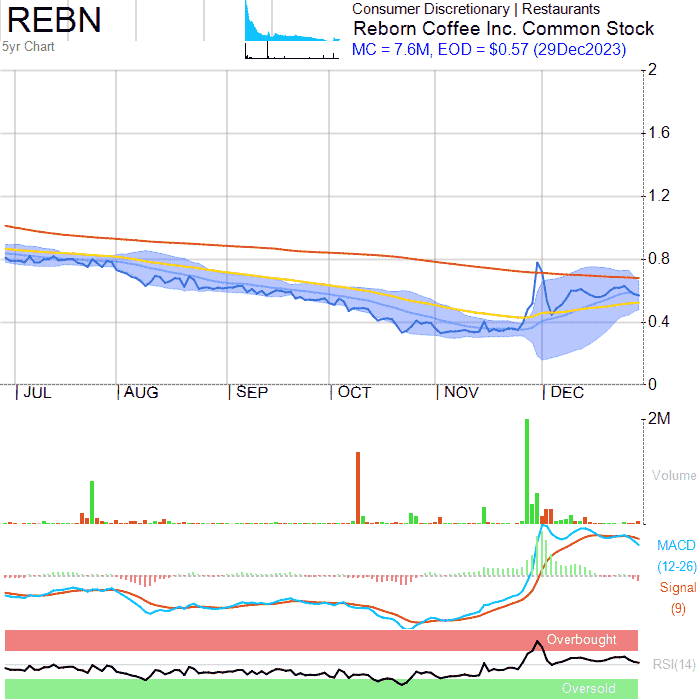 REBN
5yr Chart
Consumer Discretionary | Restaurants
Reborn Coffee Inc. Common Stock
MC = 7.6M, EOD = $0.57 (29Dec2023)
2
1.6
1.2
0.8
0.4
0
JUL AUG SEP OCT NOV DEC
2M
Volume
MACD
(12-26)
Signal
(9)
Overbought
RSI(14)
Oversold